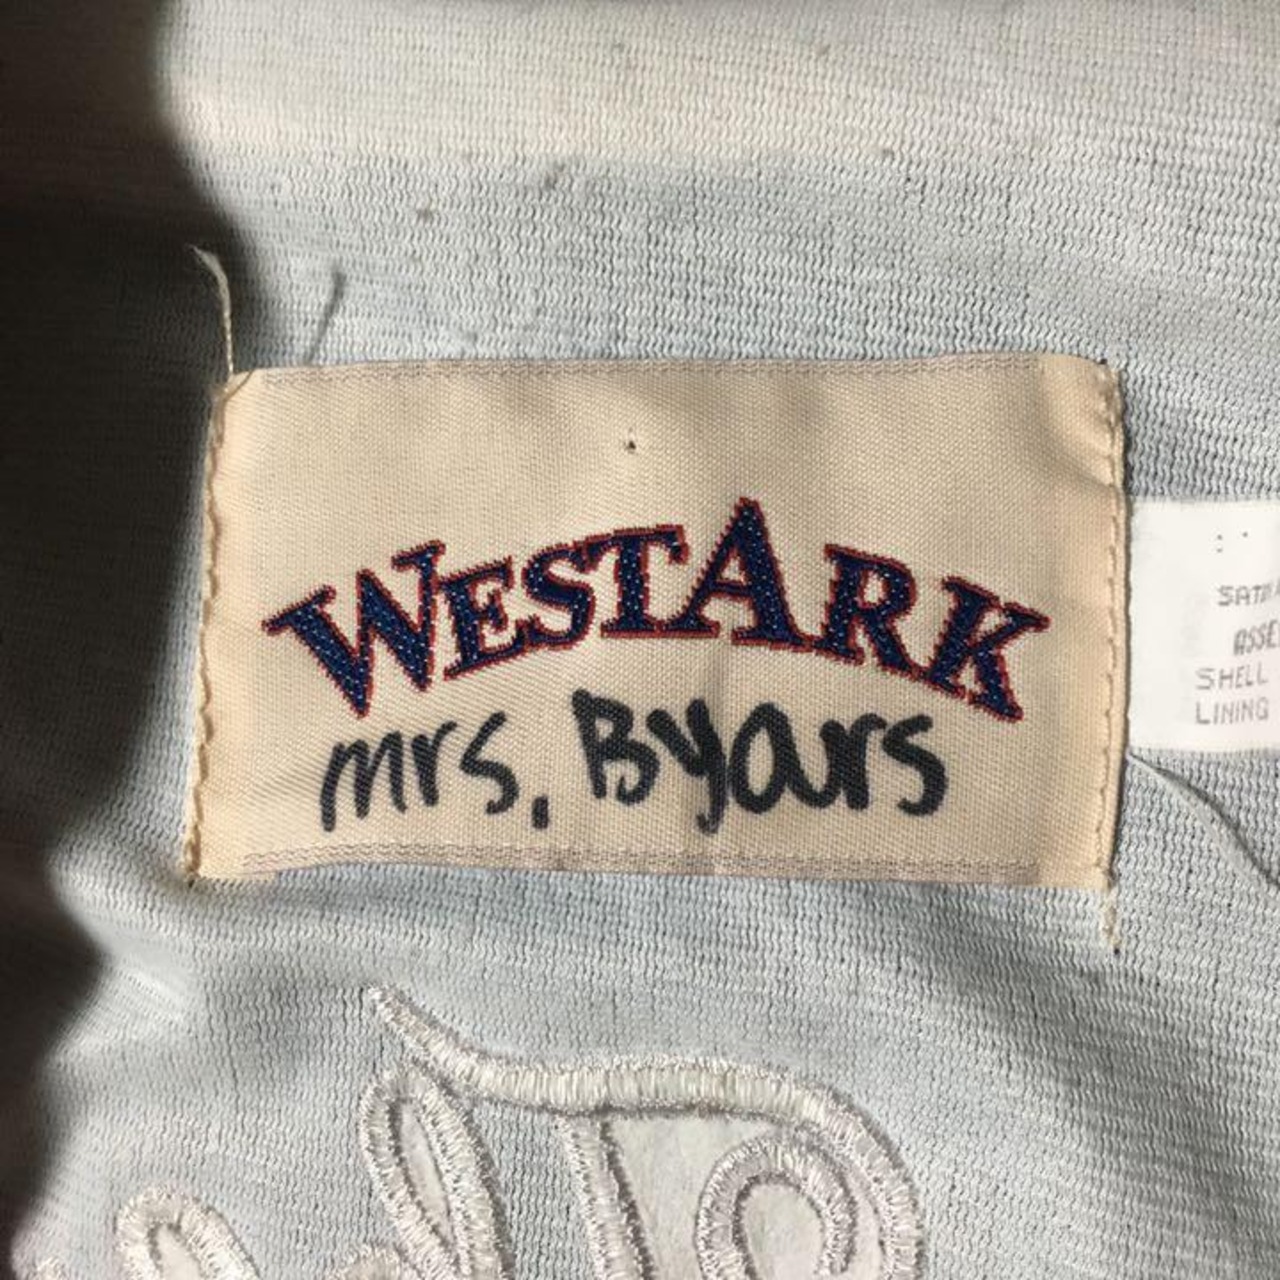 WESTARK
mrs, Byars
SHELL
LINING